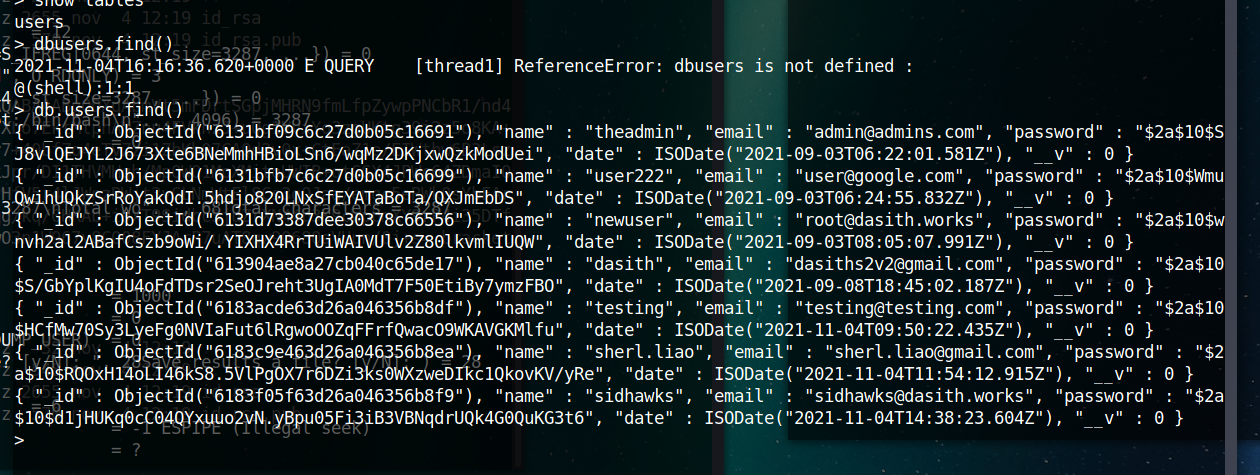 > show tables
users
> dbusers.find()
2021-11-04T16:16:36.620+0000 E QUERY    [thread1] ReferenceError: dbusers is not defined :
@(shell):1:1
> db.users.find()
{ "_id" : ObjectId("6131bf09c6c27d0b05c16691"), "name" : "theadmin", "email" : "admin@admins.com", "password" : "$2a$10$S
J8vlQEJYL2J673Xte6BNeMmhHBioLSn6/wqMz2DKjxwQzkModUei", "date" : ISODate("2021-09-03T06:22:01.581Z"), "__v" : 0 }
{ "_id" : ObjectId("6131bfb7c6c27d0b05c16699"), "name" : "user222", "email" : "user@google.com", "password" : "$2a$10$Wmu
QwihUQkzSrRoYakQdI.5hdjo820LNxSfEYATaBoTa/QXJmEbDS", "date" : ISODate("2021-09-03T06:24:55.832Z"), "__v" : 0 }
{ "_id" : ObjectId("6131d73387dee30378c66556"), "name" : "newuser", "email" : "root@dasith.works", "password" : "$2a$10$w
nvh2al2ABafCszb9oWi/.YIXHX4RrTUiWAIVUlv2Z80lkvmlIUQW", "date" : ISODate("2021-09-03T08:05:07.991Z"), "__v" : 0 }
{ "_id" : ObjectId("613904ae8a27cb040c65de17"), "name" : "dasith", "email" : "dasiths2v2@gmail.com", "password" : "$2a$10
$S/GbYplKgIU4oFdTDsr2SeOJreht3UgIA0MdT7F50EtiBy7ymzFBO", "date" : ISODate("2021-09-08T18:45:02.187Z"), "__v" : 0 }
{ "_id" : ObjectId("6183acde63d26a046356b8df"), "name" : "testing", "email" : "testing@testing.com", "password" : "$2a$10
$HCfMw70Sy3LyeFg0NVIaFut6lRgwoOOZqFFrfQwacO9WKAVGKMlfu", "date" : ISODate("2021-11-04T09:50:22.435Z"), "__v" : 0 }
{ "_id" : ObjectId("6183c9e463d26a046356b8ea"), "name" : "sherl.liao", "email" : "sherl.liao@gmail.com", "password" : "$2
a$10$RQOxH14oLI46kS8.5VlPgOX7r6DZi3ks0WXzweDIkc1QkovKV/yRe", "date" : ISODate("2021-11-04T11:54:12.915Z"), "__v" : 0 }
{ "_id" : ObjectId("6183f05f63d26a046356b8f9"), "name" : "sidhawks", "email" : "sidhawks@dasith.works", "password" : "$2a
$10$d1jHUKq0cC04QYxuuo2vN.yBpu05Fi3iB3VBNqdrUQk4G0QuKG3t6", "date" : ISODate("2021-11-04T14:38:23.604Z"), "__v" : 0 }
>